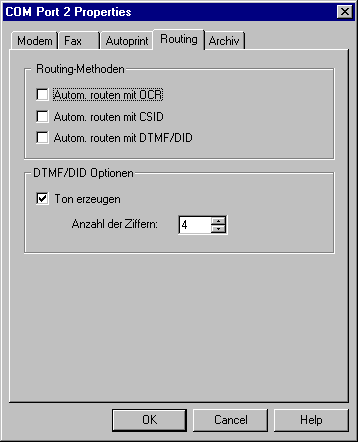 COM Port 2 Properties
Modem Fax Autoprint Routing Archiv
Routing-Methoden
Autom. routen mit OCR
Autom. routen mit CSID
Autom. routen mit DTMF/DID
DTMF/DID Optionen
Ton erzeugen
Anzahl der Ziffern: 4
OK Cancel Help